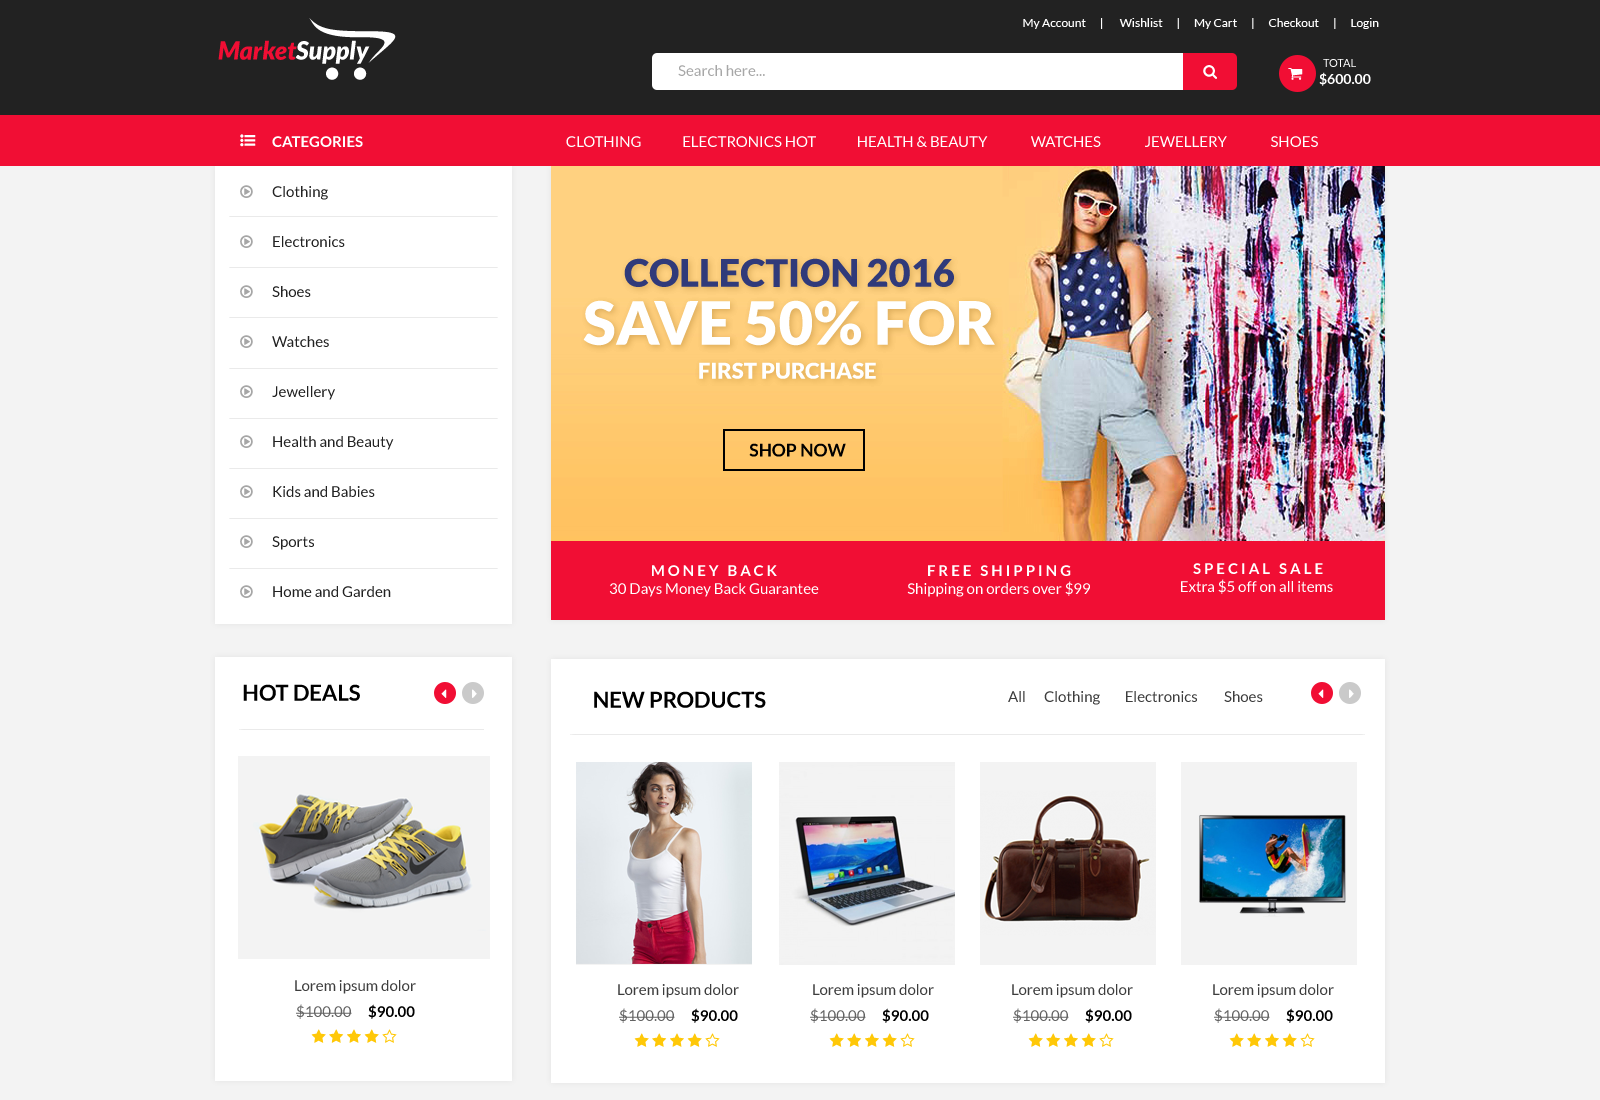 My Account | Wishlist | My Cart | Checkout | Login
MarketSupply
Search here...
TOTAL
$600.00
CATEGORIES
CLOTHING ELECTRONICS HOT HEALTH & BEAUTY WATCHES JEWELLERY SHOES
Clothing
Electronics
Shoes
Watches
Jewellery
Health and Beauty
Kids and Babies
Sports
Home and Garden
COLLECTION 2016
SAVE 50% FOR
FIRST PURCHASE
SHOP NOW
MONEY BACK
30 Days Money Back Guarantee
FREE SHIPPING
Shipping on orders over $99
SPECIAL SALE
Extra $5 off on all items
HOT DEALS
Lorem ipsum dolor
$100.00 $90.00
NEW PRODUCTS
All Clothing Electronics Shoes
Lorem ipsum dolor
$100.00 $90.00
Lorem ipsum dolor
$100.00 $90.00
Lorem ipsum dolor
$100.00 $90.00
Lorem ipsum dolor
$100.00 $90.00